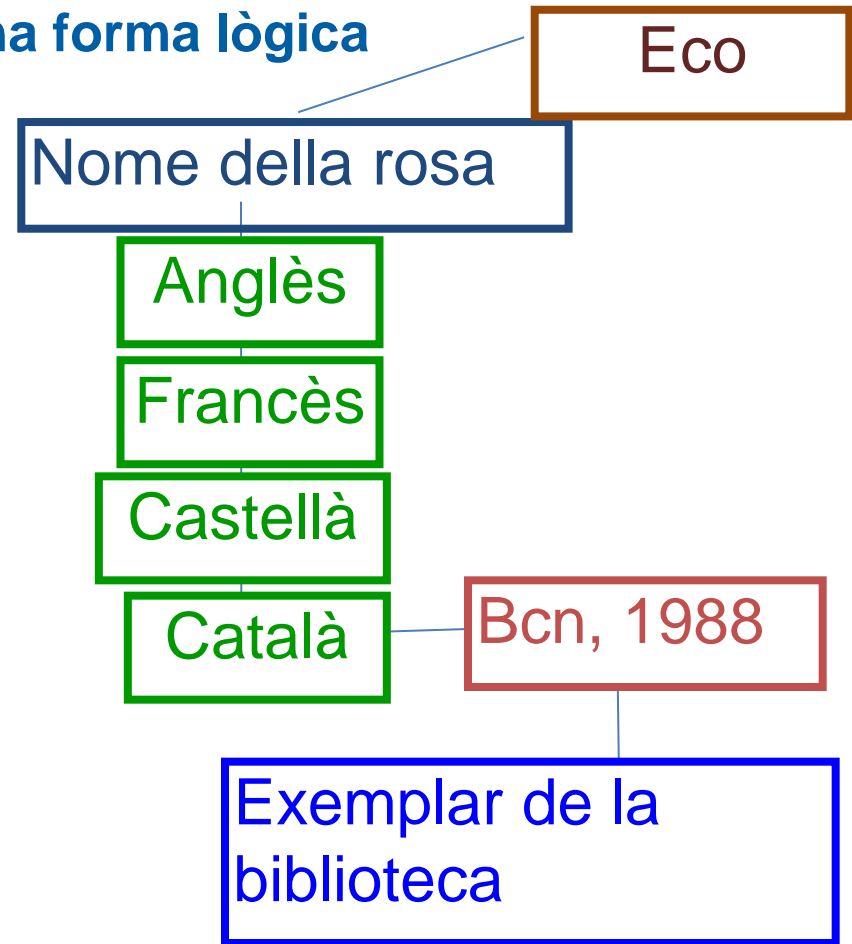 na forma lògica
Eco
Nome della rosa
Anglès
Francès
Castellà
Català
Bcn, 1988
Exemplar de la
biblioteca